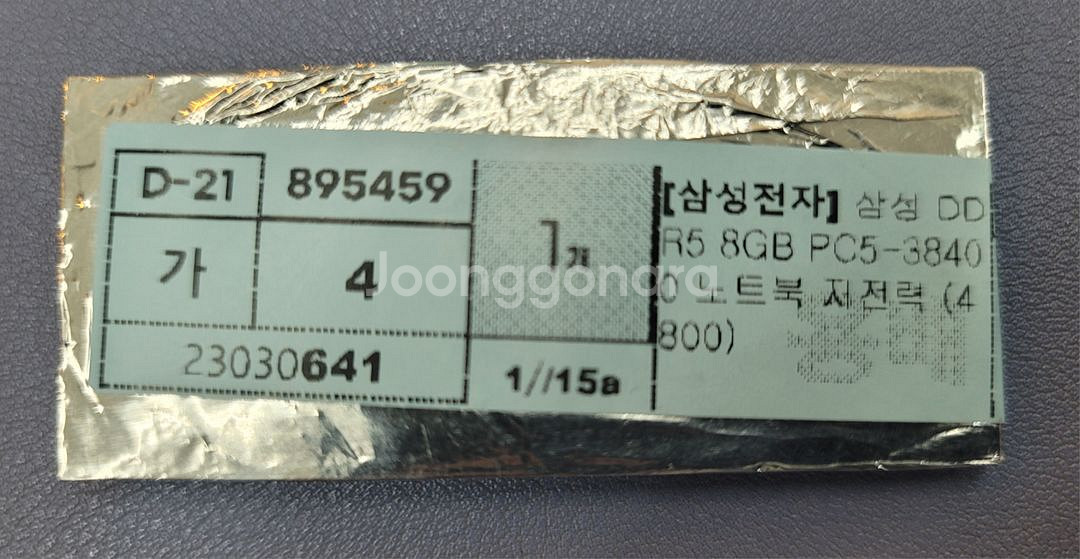 D-21
895459
가
4
1개
23030641
1//15a
[삼성전자] 삼성 DD
R5 8GB PC5-3840
0 노트북 저전력 (4
800)
Joonggonara